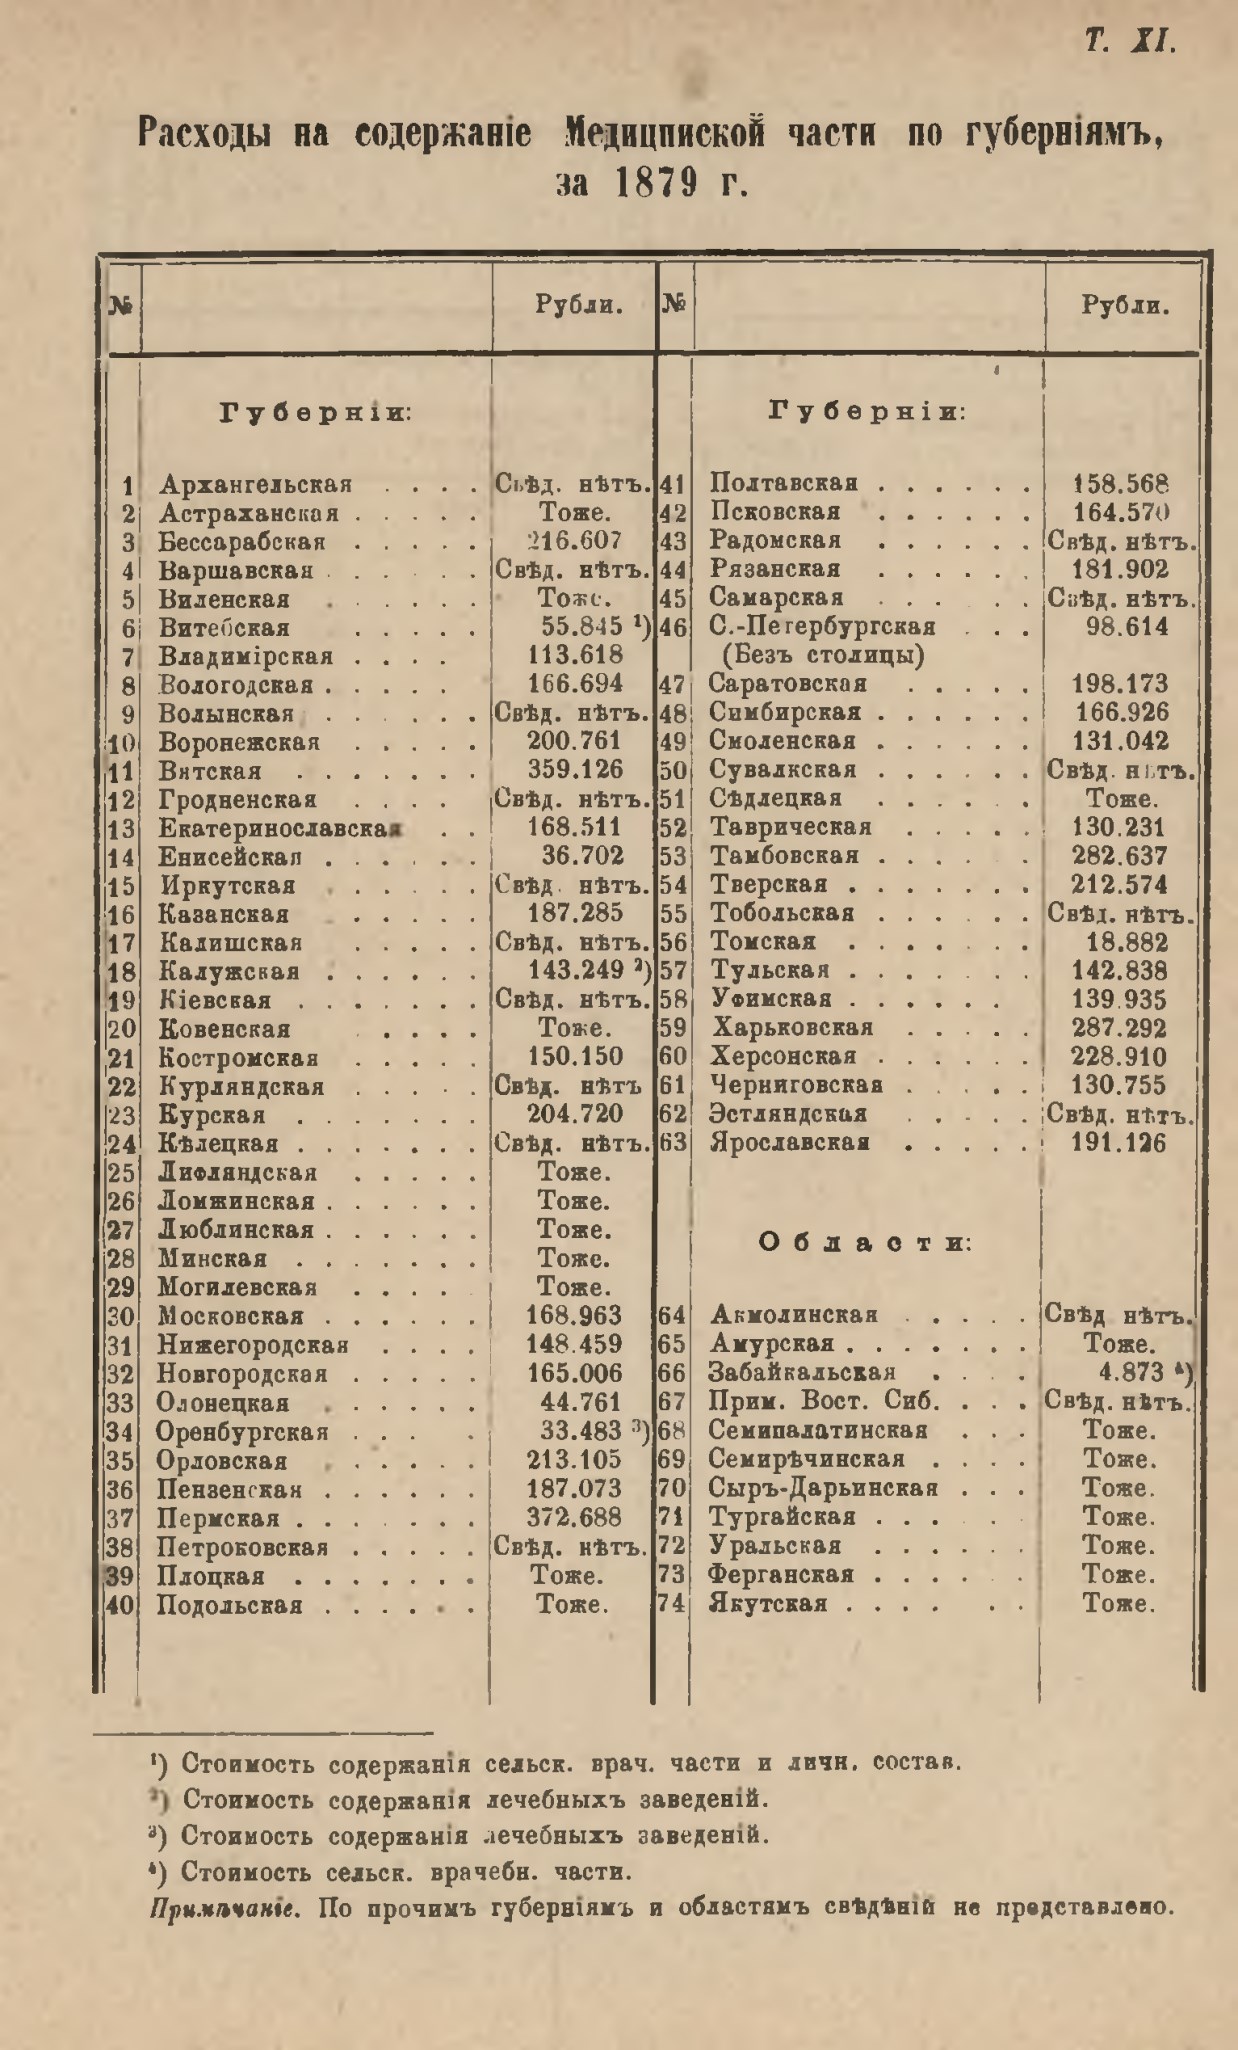 Т. XI.
Расходы на содержаніе Медицинской части по губерніямъ,
за 1879 г.
№ Рубли. № Рубли.
Губерніи:
1 Архангельская . . . . Свѣд. нѣтъ.
2 Астраханская . . . . . Тоже.
3 Бессарабская . . . . . 216.607
4 Варшавская . . . . . Свѣд. нѣтъ.
5 Виленская . . . . . . Тоже.
6 Витебская . . . . . 55.845 ¹)
7 Владимірская . . . . 113.618
8 Вологодская . . . . . 166.694
9 Волынская . . . . . . Свѣд. нѣтъ.
10 Воронежская . . . . . 200.761
11 Вятская . . . . . . . 359.126
12 Гродненская . . . . Свѣд. нѣтъ.
13 Екатеринославская . . 168.511
14 Енисейская . . . . . . 36.702
15 Иркутская . . . . . . Свѣд. нѣтъ.
16 Казанская . . . . . 187.285
17 Калишская . . . . . Свѣд. нѣтъ.
18 Калужская . . . . . . 143.249 ²)
19 Кіевская . . . . . . . Свѣд. нѣтъ.
20 Ковенская . . . . Тоже.
21 Костромская . . . . . 150.150
22 Курляндская . . . . Свѣд. нѣтъ
23 Курская . . . . . . . 204.720
24 Кѣлецкая . . . . . . . Свѣд. нѣтъ.
25 Лифляндская . . . . . Тоже.
26 Ломжинская . . . . . . Тоже.
27 Люблинская . . . . . . Тоже.
28 Минская . . . . . . . Тоже.
29 Могилевская . . . . Тоже.
30 Московская . . . . . . 168.963
31 Нижегородская . . . . 148.459
32 Новгородская . . . . . 165.006
33 Олонецкая . . . . . . 44.761
34 Оренбургская . . . . 33.483 ³)
35 Орловская . . . . . . 213.105
36 Пензенская . . . . . . 187.073
37 Пермская . . . . . . . 372.688
38 Петроковская . . . . . Свѣд. нѣтъ.
39 Плоцкая . . . . . . . Тоже.
40 Подольская . . . . . . Тоже.
Губерніи:
41 Полтавская . . . . . . 158.568
42 Псковская . . . . . . 164.570
43 Радомская . . . . . . Свѣд. нѣтъ.
44 Рязанская . . . . . . 181.902
45 Самарская . . . . . Свѣд. нѣтъ.
46 С.-Петербургская . . . 98.614
(Безъ столицы)
47 Саратовская . . . . . 198.173
48 Симбирская . . . . . . 166.926
49 Смоленская . . . . . . 131.042
50 Сувалкская . . . . . . Свѣд. нѣтъ.
51 Сѣдлецкая . . . . . . Тоже.
52 Таврическая . . . . . 130.231
53 Тамбовская . . . . . 282.637
54 Тверская . . . . . . . 212.574
55 Тобольская . . . . . . Свѣд. нѣтъ.
56 Томская . . . . . . . 18.882
57 Тульская . . . . . . . 142.838
58 Уфимская . . . . . . 139.935
59 Харьковская . . . . . 287.292
60 Херсонская . . . . . . 228.910
61 Черниговская . . . . . 130.755
62 Эстляндская . . . . . Свѣд. нѣтъ.
63 Ярославская . . . . . 191.126
Области:
64 Акмолинская . . . . . Свѣд нѣтъ.
65 Амурская . . . . . . . Тоже.
66 Забайкальская . . . . 4.873 ⁴)
67 Прим. Вост. Сиб. . . . Свѣд. нѣтъ.
68 Семипалатинская . . . Тоже.
69 Семирѣчинская . . . . Тоже.
70 Сыръ-Дарьинская . . . Тоже.
71 Тургайская . . . . . Тоже.
72 Уральская . . . . . . Тоже.
73 Ферганская . . . . . Тоже.
74 Якутская . . . . . . Тоже.
¹) Стоимость содержанія сельск. врач. части и личн. состав.
²) Стоимость содержанія лечебныхъ заведеній.
³) Стоимость содержанія лечебныхъ заведеній.
⁴) Стоимость сельск. врачебн. части.
Примѣчаніе. По прочимъ губерніямъ и областямъ свѣдѣній не представлено.